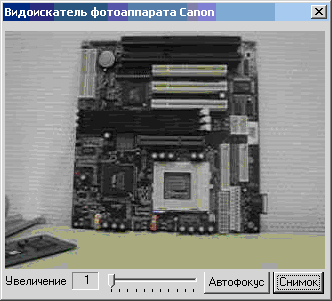 Видоискатель фотоаппарата Canon
Увеличение 1 Автофокус Снимок